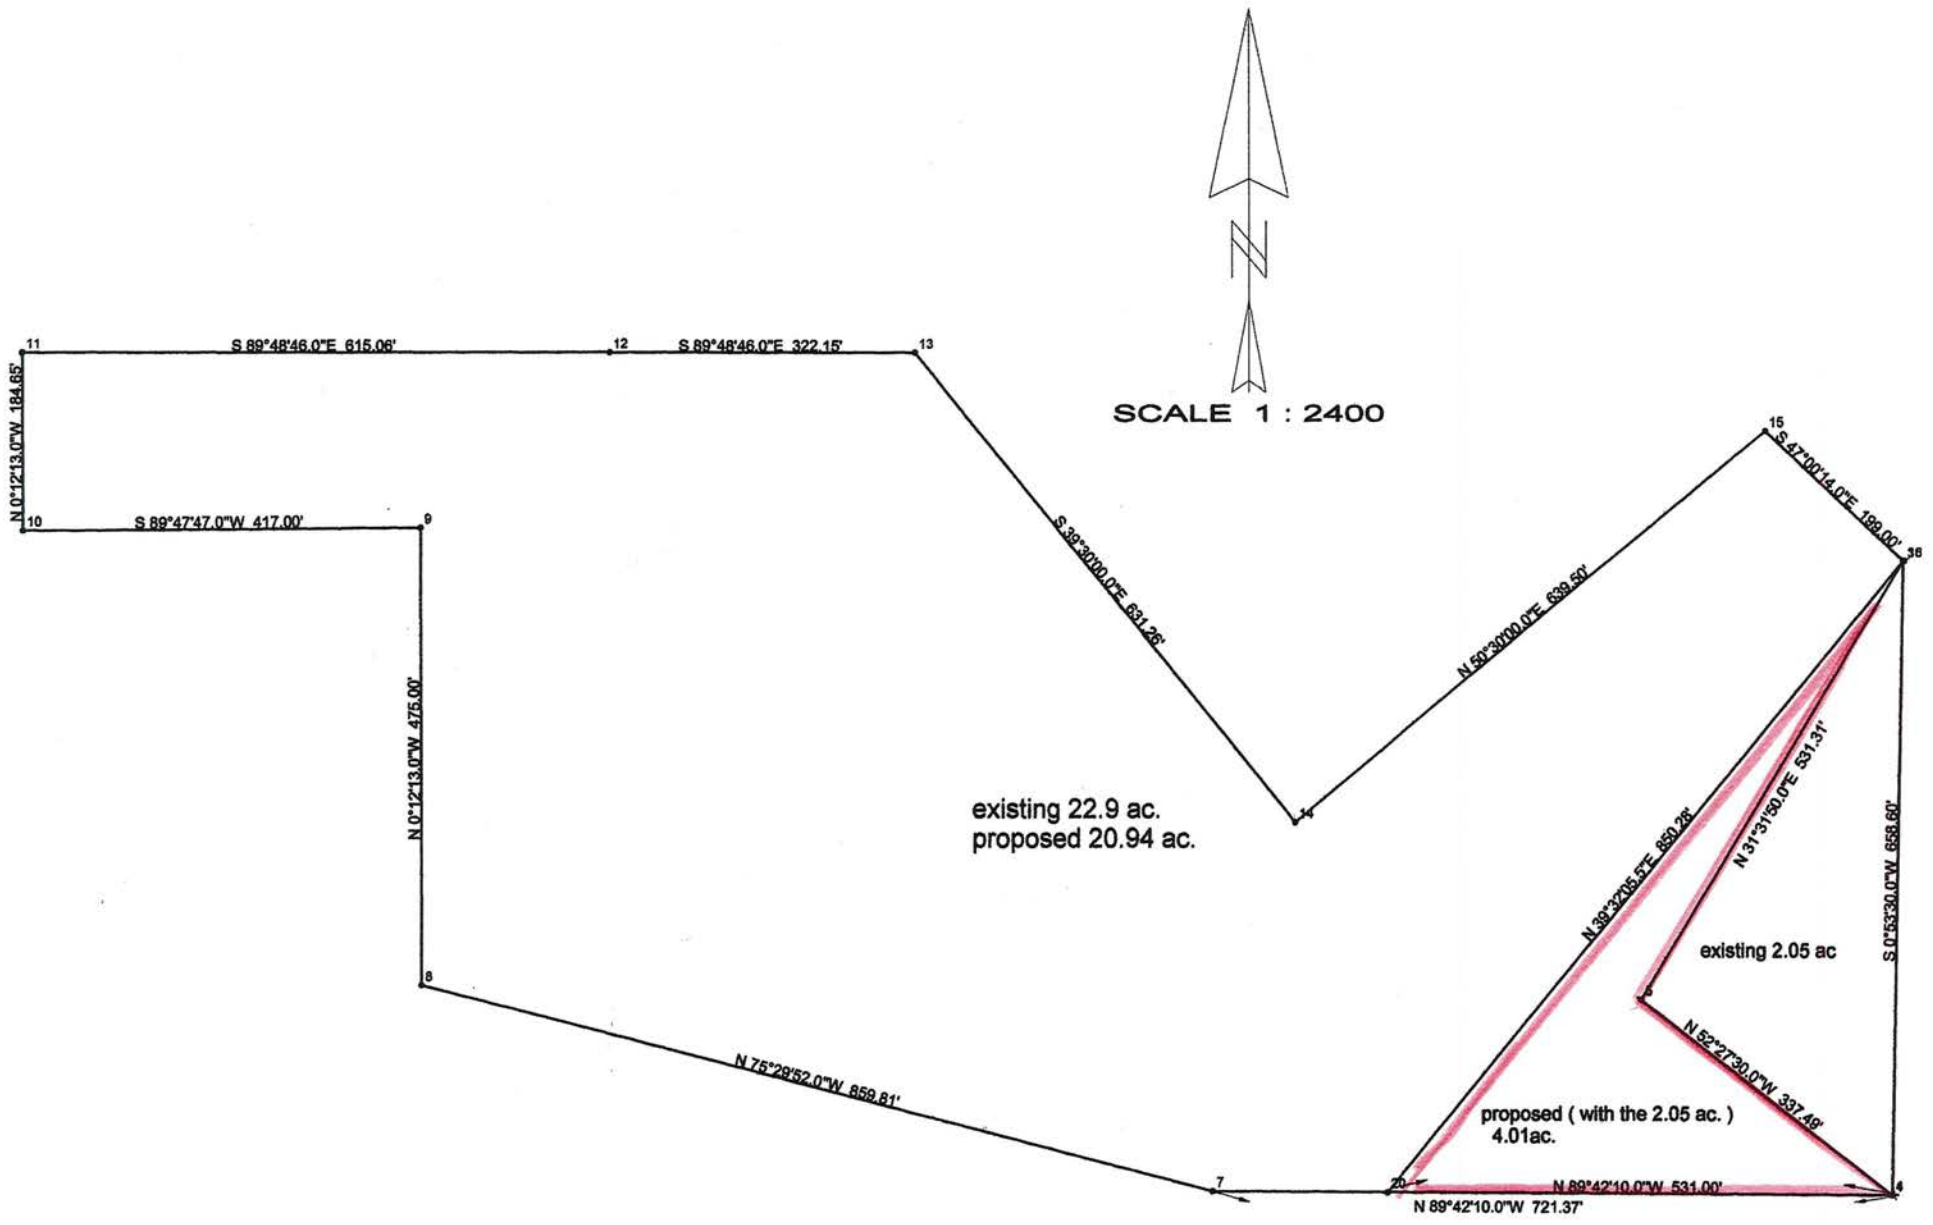 N
SCALE 1 : 2400
11
S 89°48'46.0"E 615.06'
12
S 89°48'46.0"E 322.15'
13
N 0°12'13.0"W 184.65'
10
S 89°47'47.0"W 417.00'
9
15
S 47°00'14.0"E 199.00'
36
S 39°30'00.0"E 631.26'
N 50°30'00.0"E 639.50'
N 0°12'13.0"W 475.00'
existing 22.9 ac.
proposed 20.94 ac.
14
N 39°32'05.5"E 850.28'
N 31°31'50.0"E 531.31'
S 0°53'30.0"W 658.60'
existing 2.05 ac
8
N 75°29'52.0"W 859.81'
N 52°27'30.0"W 337.49'
proposed ( with the 2.05 ac. )
4.01ac.
7
20
N 89°42'10.0"W 531.00'
4
N 89°42'10.0"W 721.37'